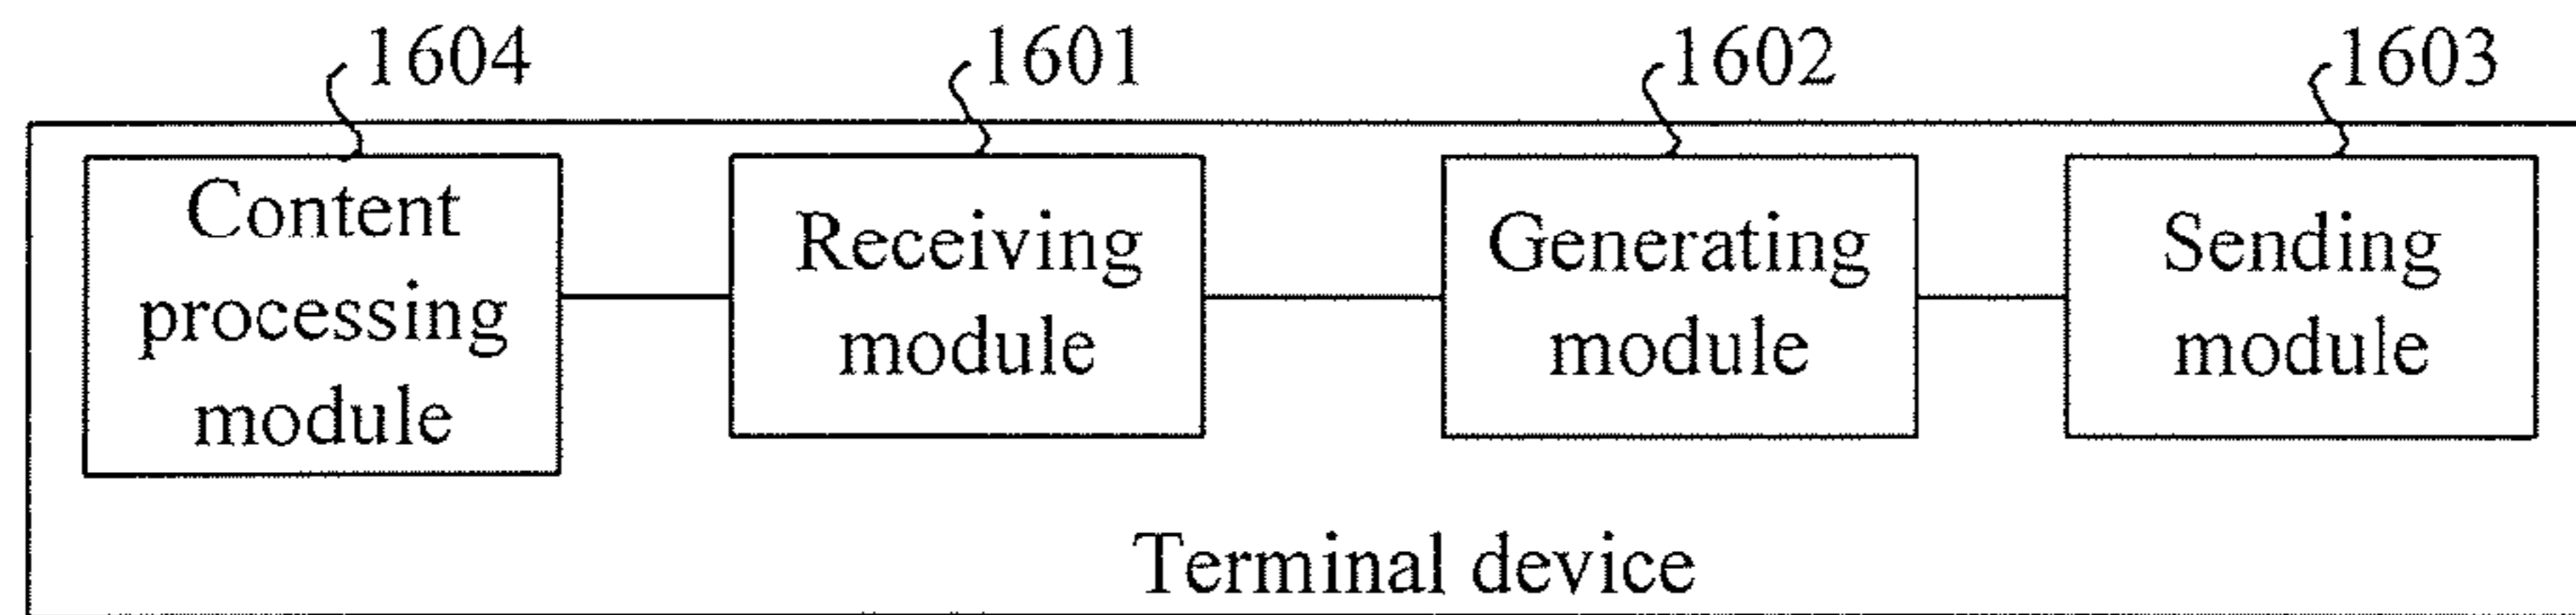 1604
1601
1602
1603
Content
processing
module
Receiving
module
Generating
module
Sending
module
Terminal device